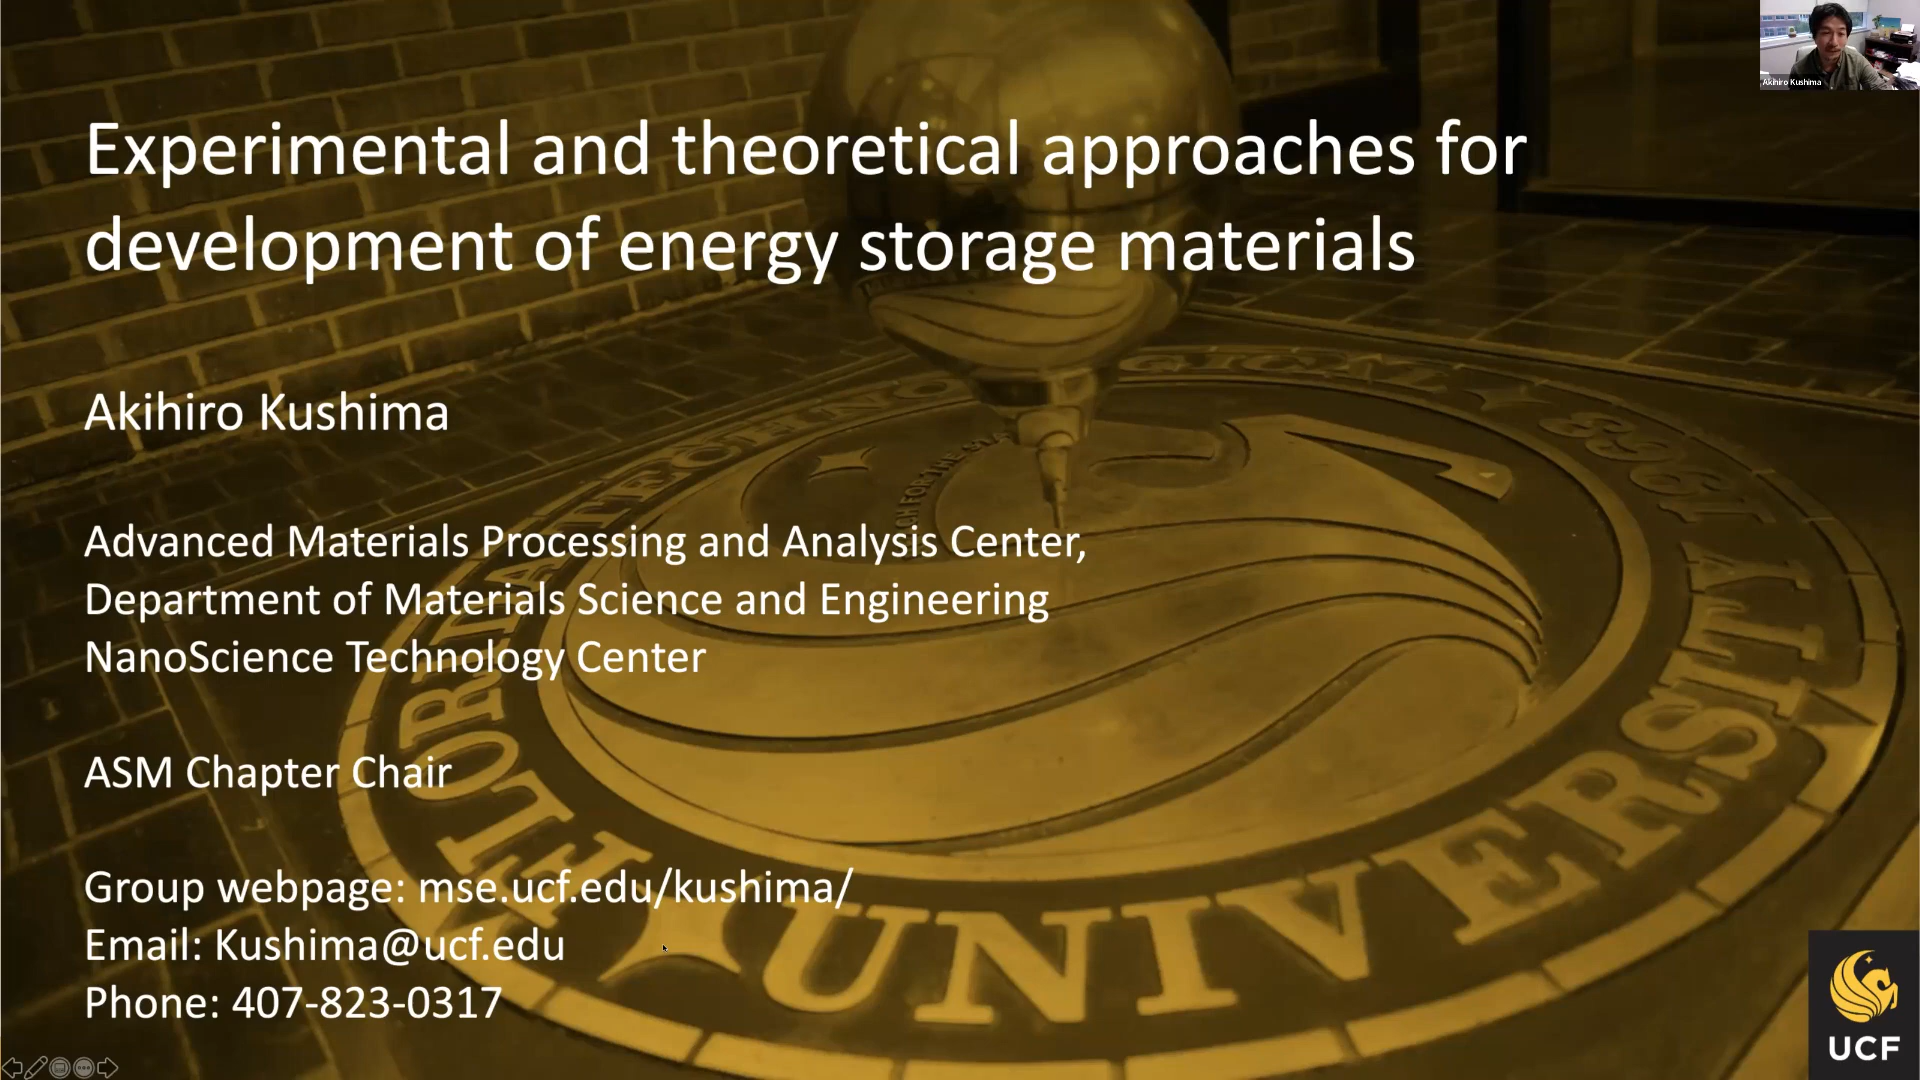 Akihiro Kushima
Experimental and theoretical approaches for
development of energy storage materials
Akihiro Kushima
Advanced Materials Processing and Analysis Center,
Department of Materials Science and Engineering
NanoScience Technology Center
ASM Chapter Chair
Group webpage: mse.ucf.edu/kushima/
Email: Kushima@ucf.edu
Phone: 407-823-0317
UNIVERSITY
UCF